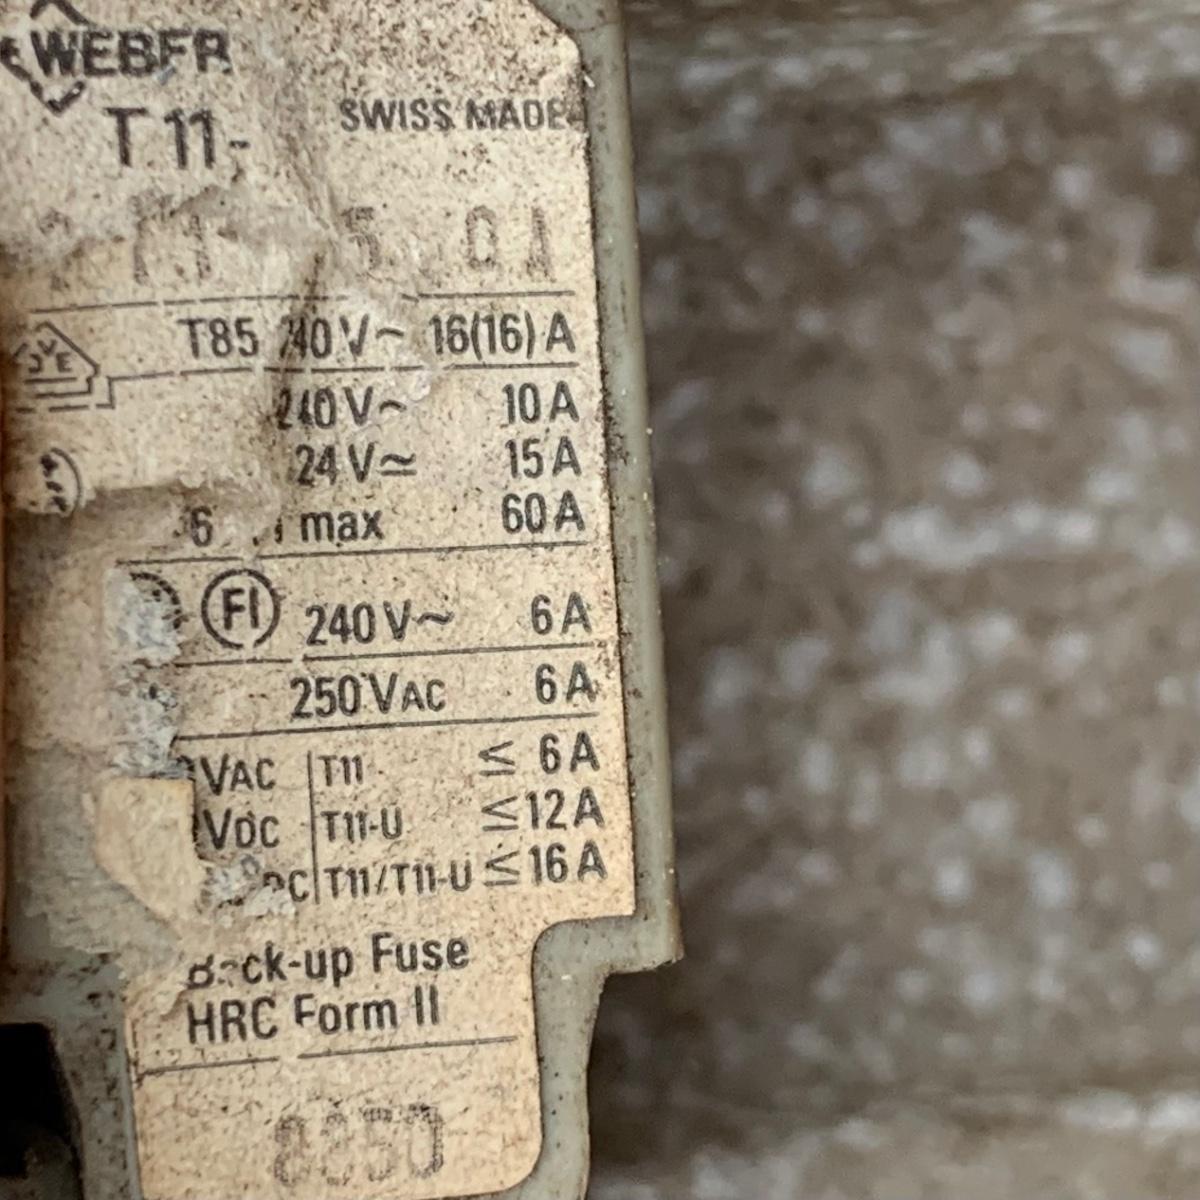 WEBER
T 11-
SWISS MADE
T85 240 V~ 16(16) A
240 V~ 10 A
24 V≃ 15 A
max 60 A
FI 240 V~ 6 A
250 VAC 6 A
VAC T11 ≤ 6 A
VDC T11-U ≤ 12 A
T11/T11-U ≤ 16 A
Back-up Fuse
HRC Form II